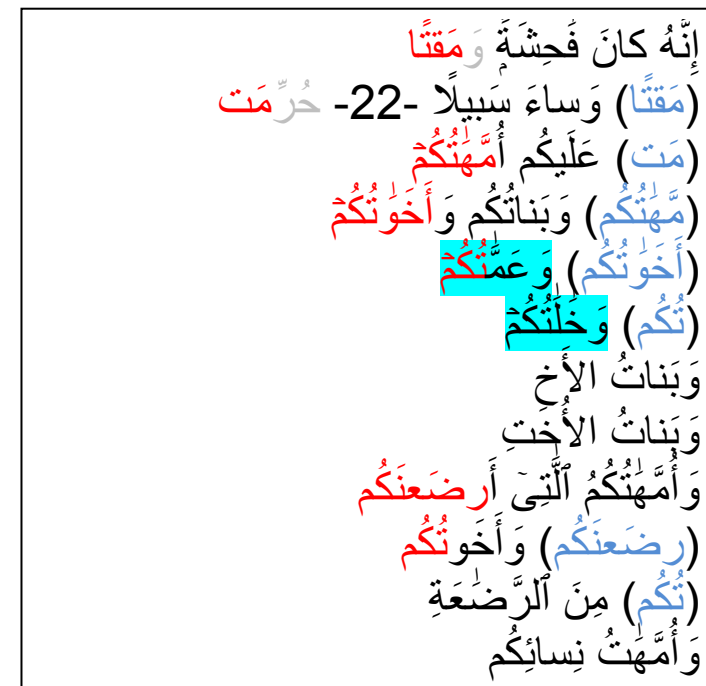 إِنَّهُ كانَ فَٰحِشَةً وَمَقتًا
(مَقتًا) وَساءَ سَبيلًا -22- حُرِّمَت
(مَت) عَلَيكُم أُمَّهَٰتُكُمْ
(مَّهَٰتُكُم) وَبَناتُكُم وَأَخَوَٰتُكُمْ
(أَخَوَٰتُكُم) وَعَمَّٰتُكُمْ
(تُكُم) وَخَٰلَٰتُكُمْ
وَبَناتُ الأَخِ
وَبَناتُ الأُختِ
وَأُمَّهَٰتُكُمُ ٱلَّٰتِىٓ أَرضَعنَكُم
(رضَعنَكُم) وَأَخَوتُكُم
(تُكُم) مِنَ ٱلرَّضَٰعَةِ
وَأُمَّهَٰتُ نِسائِكُم